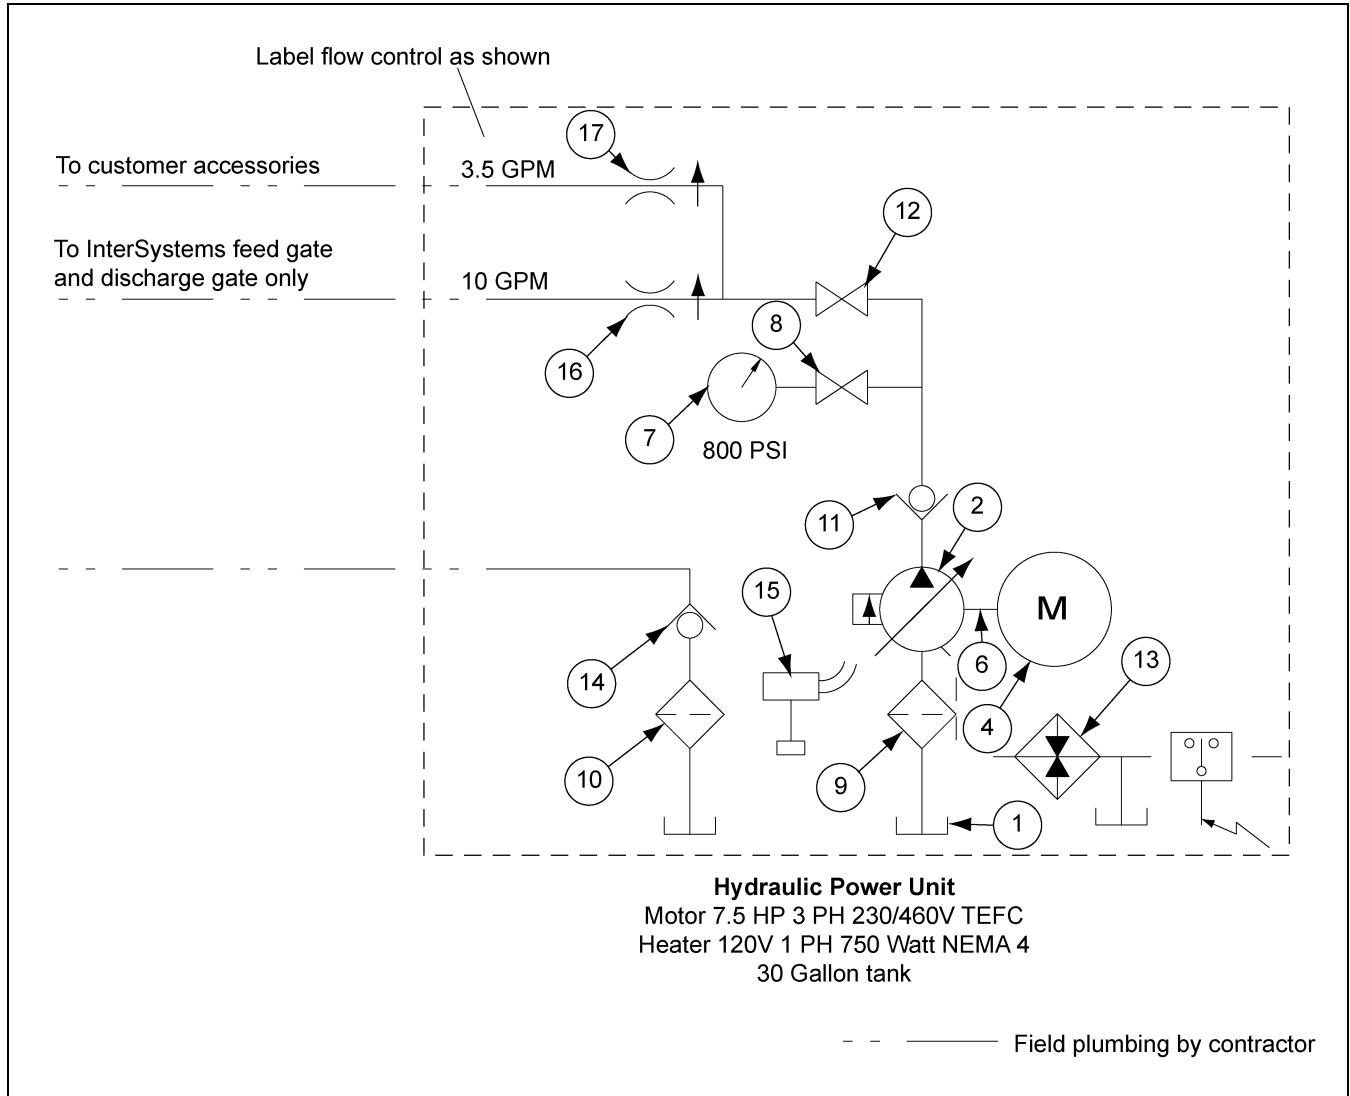 Label flow control as shown
17
To customer accessories
3.5 GPM
12
To InterSystems feed gate
and discharge gate only
10 GPM
8
16
7
800 PSI
2
11
15
M
6
13
14
4
10
9
1
Hydraulic Power Unit
Motor 7.5 HP 3 PH 230/460V TEFC
Heater 120V 1 PH 750 Watt NEMA 4
30 Gallon tank
Field plumbing by contractor